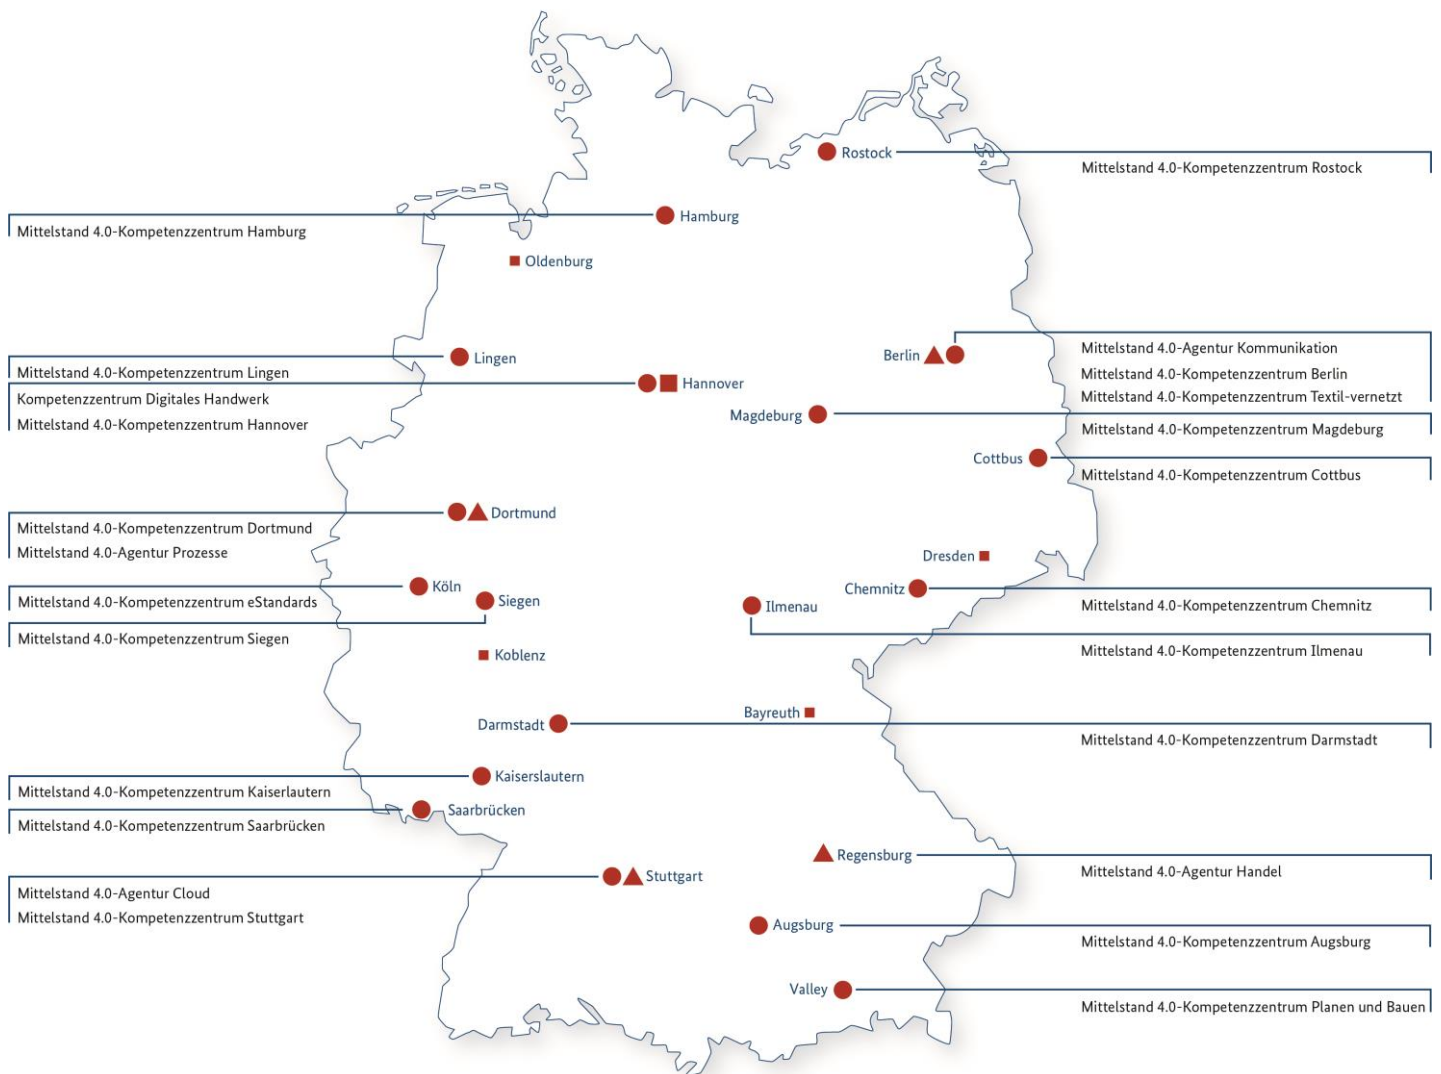 Rostock
Mittelstand 4.0-Kompetenzzentrum Rostock
Hamburg
Mittelstand 4.0-Kompetenzzentrum Hamburg
Oldenburg
Lingen
Mittelstand 4.0-Kompetenzzentrum Lingen
Berlin
Mittelstand 4.0-Agentur Kommunikation
Mittelstand 4.0-Kompetenzzentrum Berlin
Mittelstand 4.0-Kompetenzzentrum Textil-vernetzt
Hannover
Kompetenzzentrum Digitales Handwerk
Mittelstand 4.0-Kompetenzzentrum Hannover
Magdeburg
Mittelstand 4.0-Kompetenzzentrum Magdeburg
Cottbus
Mittelstand 4.0-Kompetenzzentrum Cottbus
Dortmund
Mittelstand 4.0-Kompetenzzentrum Dortmund
Mittelstand 4.0-Agentur Prozesse
Dresden
Köln
Mittelstand 4.0-Kompetenzzentrum eStandards
Chemnitz
Mittelstand 4.0-Kompetenzzentrum Chemnitz
Siegen
Mittelstand 4.0-Kompetenzzentrum Siegen
Ilmenau
Mittelstand 4.0-Kompetenzzentrum Ilmenau
Koblenz
Bayreuth
Darmstadt
Mittelstand 4.0-Kompetenzzentrum Darmstadt
Kaiserslautern
Mittelstand 4.0-Kompetenzzentrum Kaiserlautern
Saarbrücken
Mittelstand 4.0-Kompetenzzentrum Saarbrücken
Regensburg
Mittelstand 4.0-Agentur Handel
Stuttgart
Mittelstand 4.0-Agentur Cloud
Mittelstand 4.0-Kompetenzzentrum Stuttgart
Augsburg
Mittelstand 4.0-Kompetenzzentrum Augsburg
Valley
Mittelstand 4.0-Kompetenzzentrum Planen und Bauen